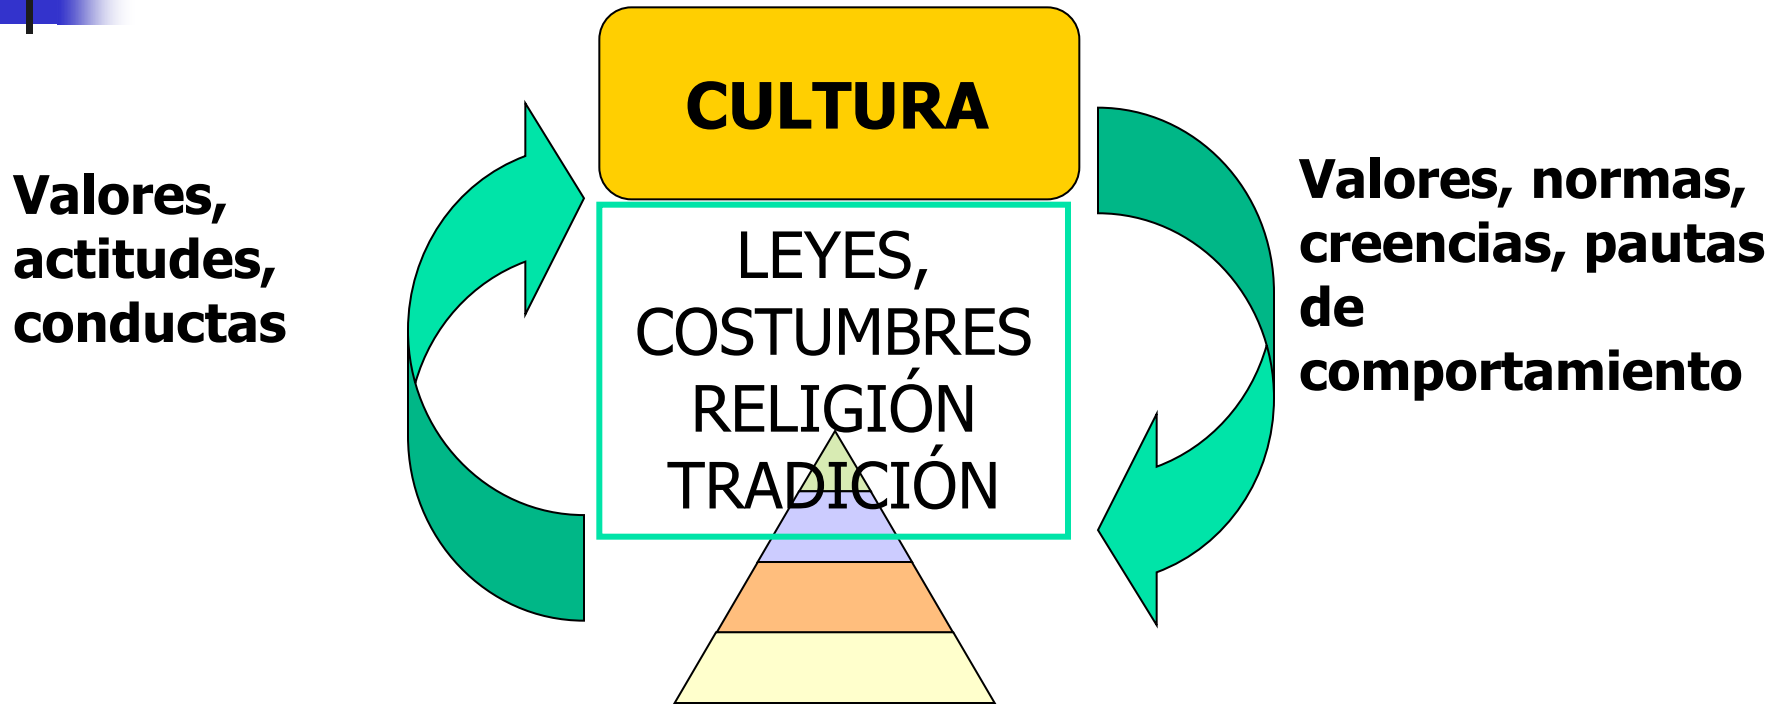 CULTURA
Valores,
actitudes,
conductas
LEYES,
COSTUMBRES
RELIGIÓN
TRADICIÓN
Valores, normas,
creencias, pautas
de
comportamiento